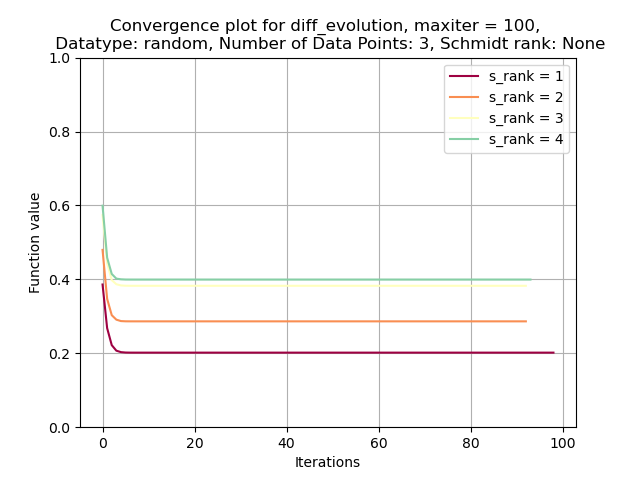 Convergence plot for diff_evolution, maxiter = 100,
Datatype: random, Number of Data Points: 3, Schmidt rank: None
1.0
0.8
0.6
0.4
0.2
0.0
Function value
s_rank = 1
s_rank = 2
s_rank = 3
s_rank = 4
0 20 40 60 80 100
Iterations